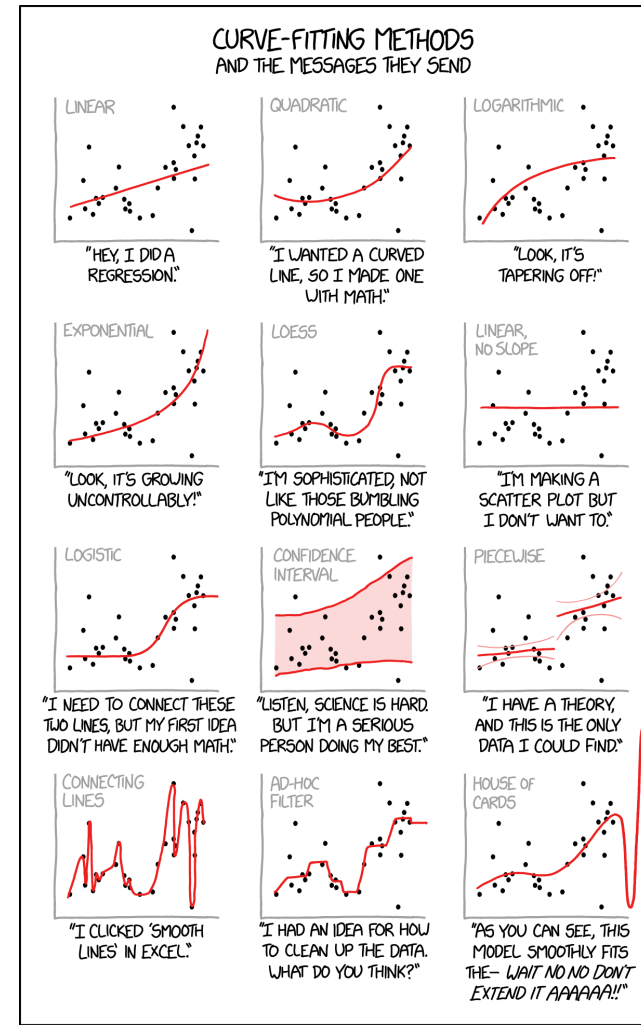 CURVE-FITTING METHODS
AND THE MESSAGES THEY SEND
LINEAR
"HEY, I DID A
REGRESSION."
QUADRATIC
"I WANTED A CURVED
LINE, SO I MADE ONE
WITH MATH."
LOGARITHMIC
"LOOK, IT'S
TAPERING OFF!"
EXPONENTIAL
"LOOK, IT'S GROWING
UNCONTROLLABLY!"
LOESS
"I'M SOPHISTICATED, NOT
LIKE THOSE BUMBLING
POLYNOMIAL PEOPLE."
LINEAR,
NO SLOPE
"I'M MAKING A
SCATTER PLOT BUT
I DON'T WANT TO."
LOGISTIC
"I NEED TO CONNECT THESE
TWO LINES, BUT MY FIRST IDEA
DIDN'T HAVE ENOUGH MATH."
CONFIDENCE
INTERVAL
"LISTEN, SCIENCE IS HARD.
BUT I'M A SERIOUS
PERSON DOING MY BEST."
PIECEWISE
"I HAVE A THEORY,
AND THIS IS THE ONLY
DATA I COULD FIND."
CONNECTING
LINES
"I CLICKED 'SMOOTH
LINES' IN EXCEL."
AD-HOC
FILTER
"I HAD AN IDEA FOR HOW
TO CLEAN UP THE DATA.
WHAT DO YOU THINK?"
HOUSE OF
CARDS
"AS YOU CAN SEE, THIS
MODEL SMOOTHLY FITS
THE– WAIT NO NO DON'T
EXTEND IT AAAAAA!!"